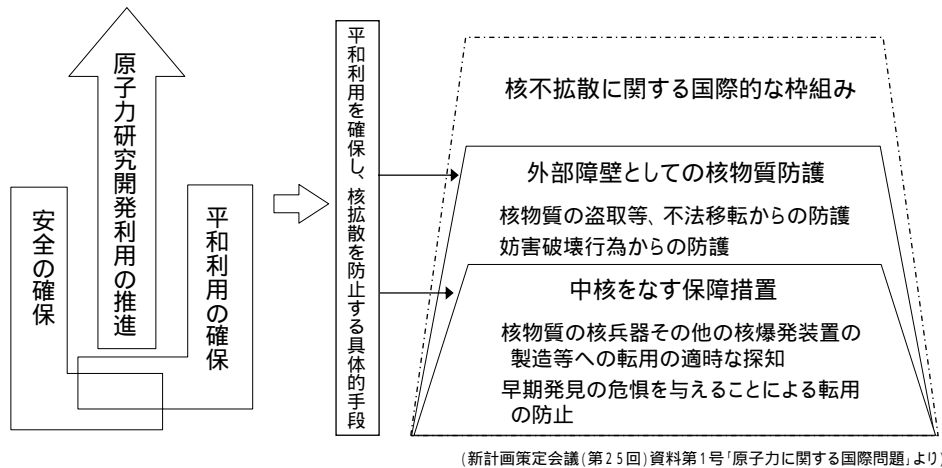 原子力研究開発利用の推進
安全の確保
平和利用の確保
平和利用を確保し、核拡散を防止する具体的手段
核不拡散に関する国際的な枠組み
外部障壁としての核物質防護
核物質の盗取等、不法移転からの防護
妨害破壊行為からの防護
中核をなす保障措置
核物質の核兵器その他の核爆発装置の
製造等への転用の適時な探知
早期発見の危惧を与えることによる転用
の防止
(新計画策定会議(第25回)資料第1号「原子力に関する国際問題」より)